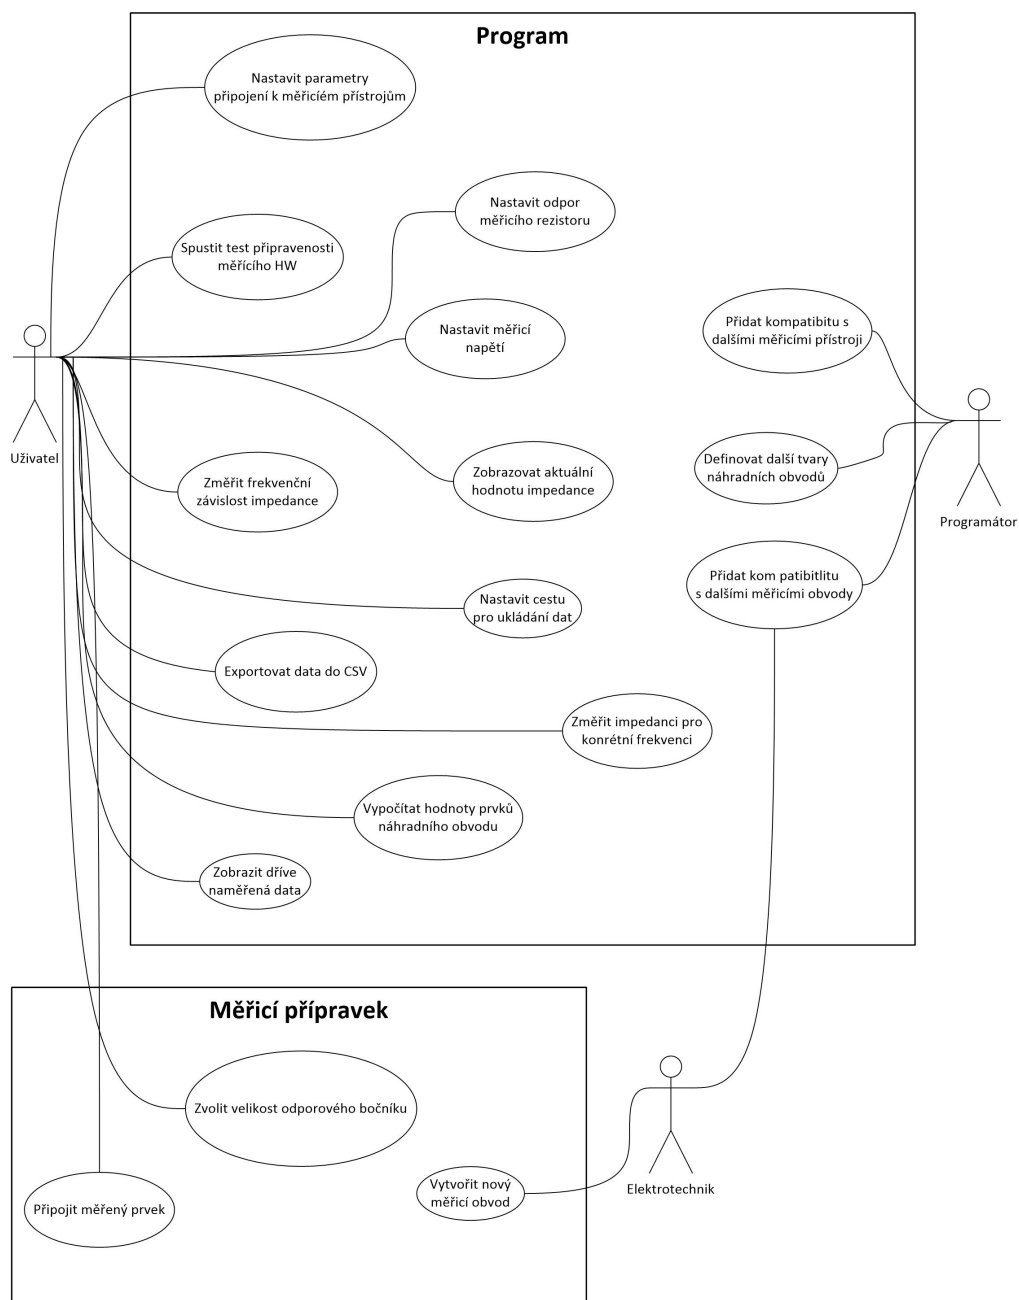 Program
Nastavit parametry
připojení k měřicíém přístrojům
Nastavit odpor
měřicího rezistoru
Spustit test připravenosti
měřícího HW
Nastavit měřicí
napětí
Přidat kompatibitu s
dalšími měřicími přístroji
Uživatel
Změřit frekvenční
závislost impedance
Zobrazovat aktuální
hodnotu impedance
Definovat další tvary
náhradních obvodů
Programátor
Nastavit cestu
pro ukládání dat
Přidat kom patibitlitu
s dalšími měřicími obvody
Exportovat data do CSV
Změřit impedanci pro
konrétní frekvenci
Vypočítat hodnoty prvků
náhradního obvodu
Zobrazit dříve
naměřená data
Měřicí přípravek
Zvolit velikost odporového bočníku
Připojit měřený prvek
Vytvořit nový
měřicí obvod
Elektrotechnik